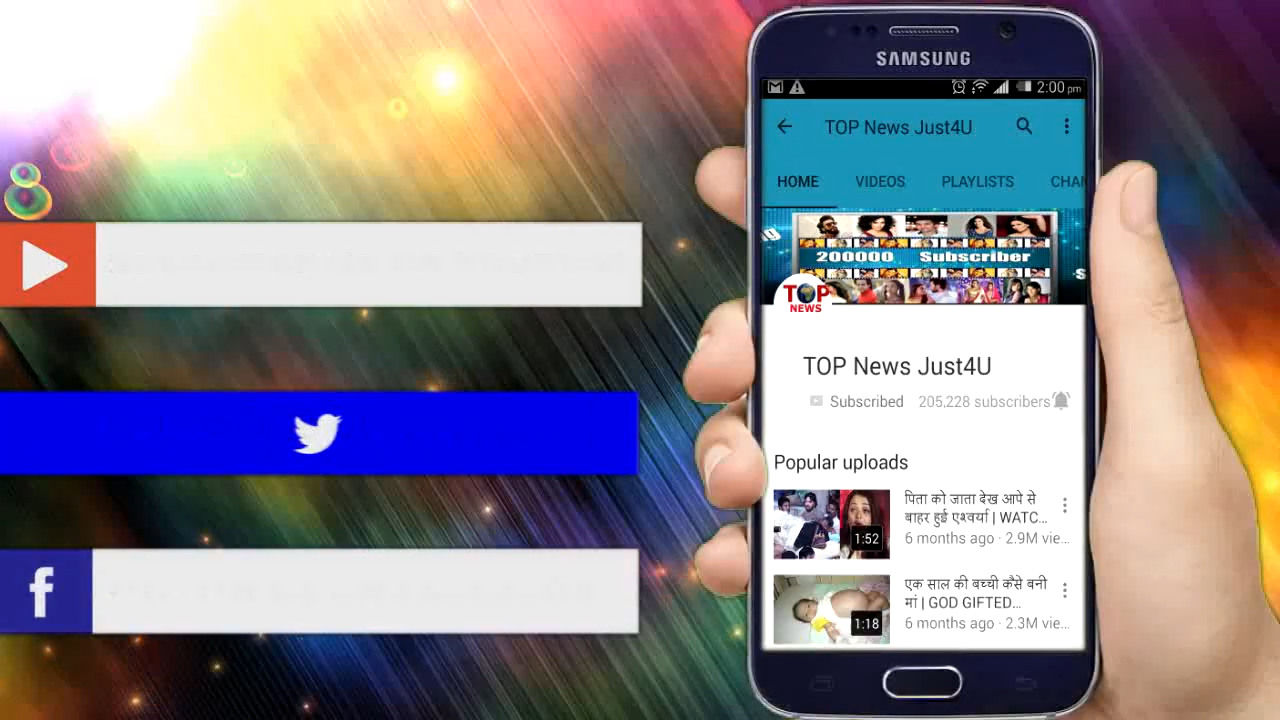 SAMSUNG
2:00 pm
TOP News Just4U
HOME VIDEOS PLAYLISTS CHAN
200000 Subscriber
TOP
NEWS
TOP News Just4U
Subscribed 205,228 subscribers
Popular uploads
पिता को जाता देख आपे से
बाहर हुई एश्वर्या | WATC...
1:52
6 months ago · 2.9M vie...
एक साल की बच्ची कैसे बनी
मां | GOD GIFTED...
1:18
6 months ago · 2.3M vie...